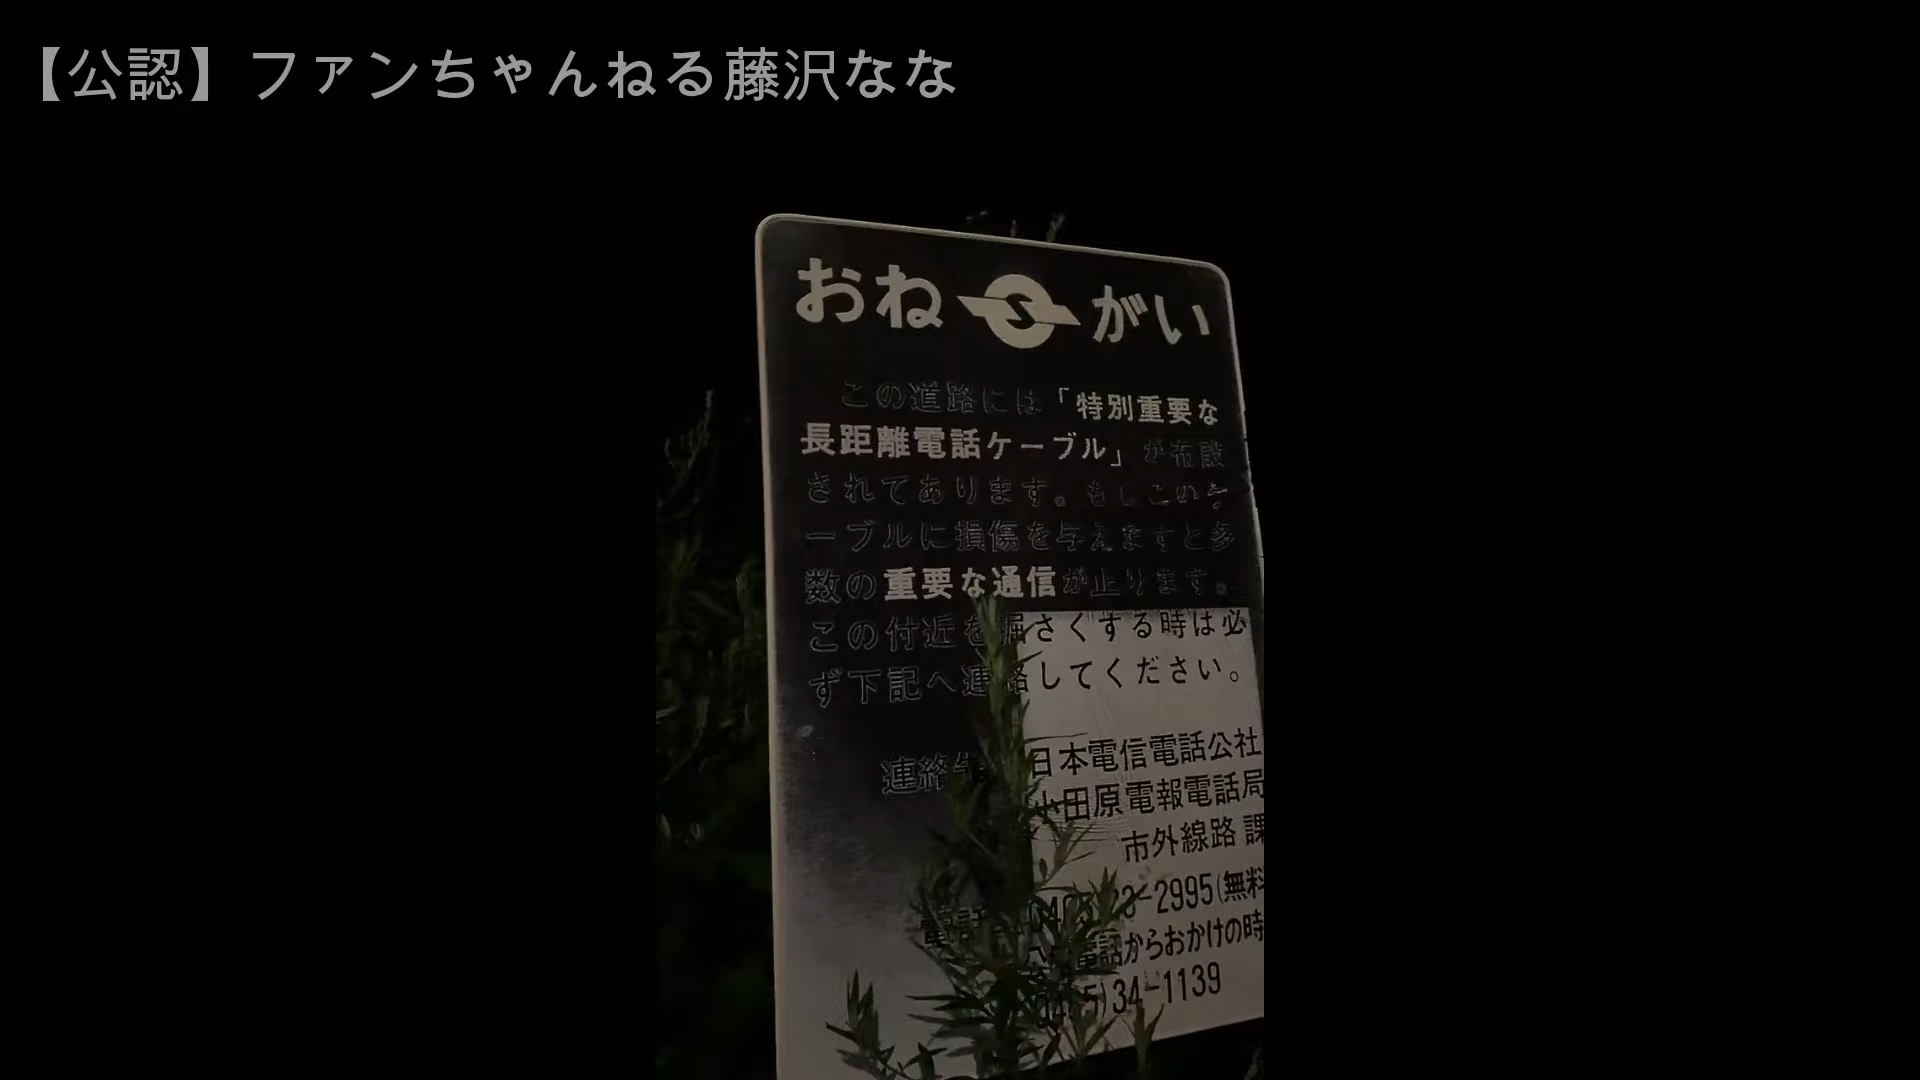 【公認】ファンちゃんねる藤沢なな
おねがい
この道路には「特別重要な
長距離電話ケーブル」が布設
されてあります。もしこのケ
ーブルに損傷を与えますと多
数の重要な通信が止ります。
この付近を掘さくする時は必
ず下記へ連絡してください。
連絡先 日本電信電話公社
小田原電報電話局
市外線路課
2995(無料
電話からおかけの時
34-1139